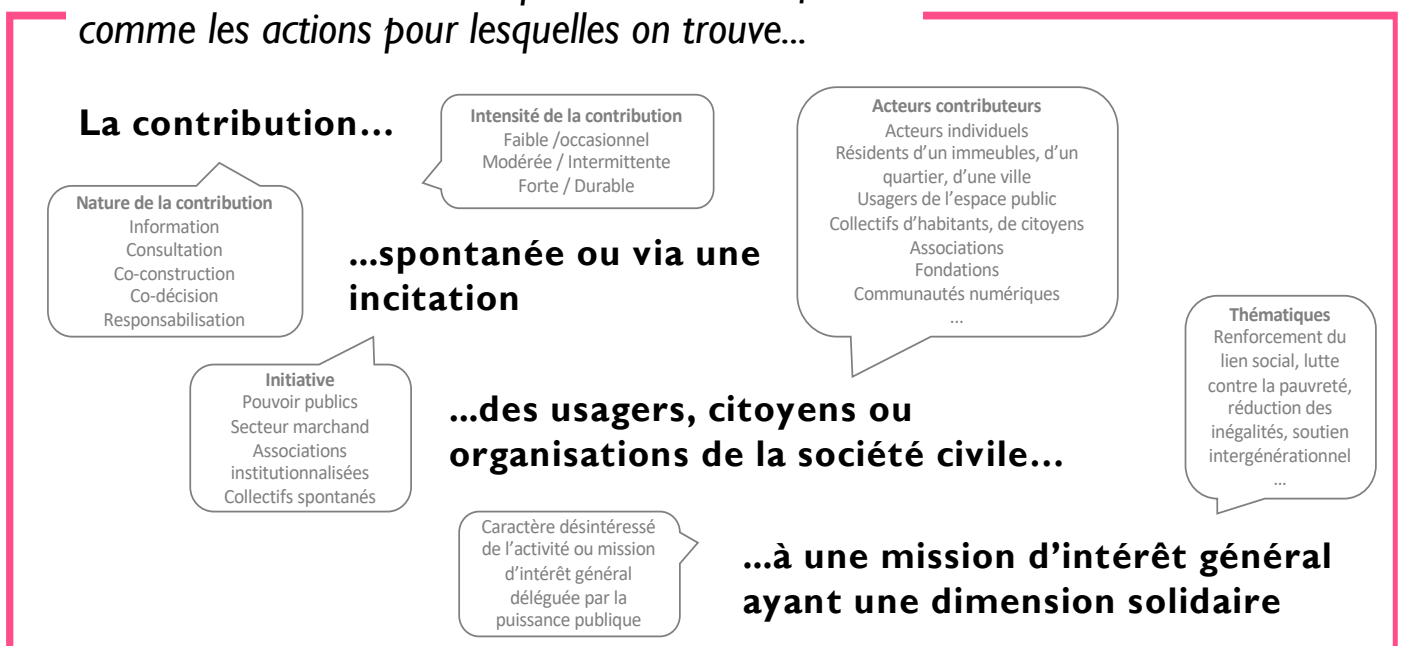 comme les actions pour lesquelles on trouve...
La contribution...
Intensité de la contribution
Faible /occasionnel
Modérée / Intermittente
Forte / Durable
Acteurs contributeurs
Acteurs individuels
Résidents d'un immeubles, d'un
quartier, d'une ville
Usagers de l'espace public
Collectifs d'habitants, de citoyens
Associations
Fondations
Communautés numériques
...
Nature de la contribution
Information
Consultation
Co-construction
Co-décision
Responsabilisation
...spontanée ou via une
incitation
Thématiques
Renforcement du
lien social, lutte
contre la pauvreté,
réduction des
inégalités, soutien
intergénérationnel
...
Initiative
Pouvoir publics
Secteur marchand
Associations
institutionnalisées
Collectifs spontanés
...des usagers, citoyens ou
organisations de la société civile...
Caractère désintéressé
de l'activité ou mission
d'intérêt général
déléguée par la
puissance publique
...à une mission d'intérêt général
ayant une dimension solidaire